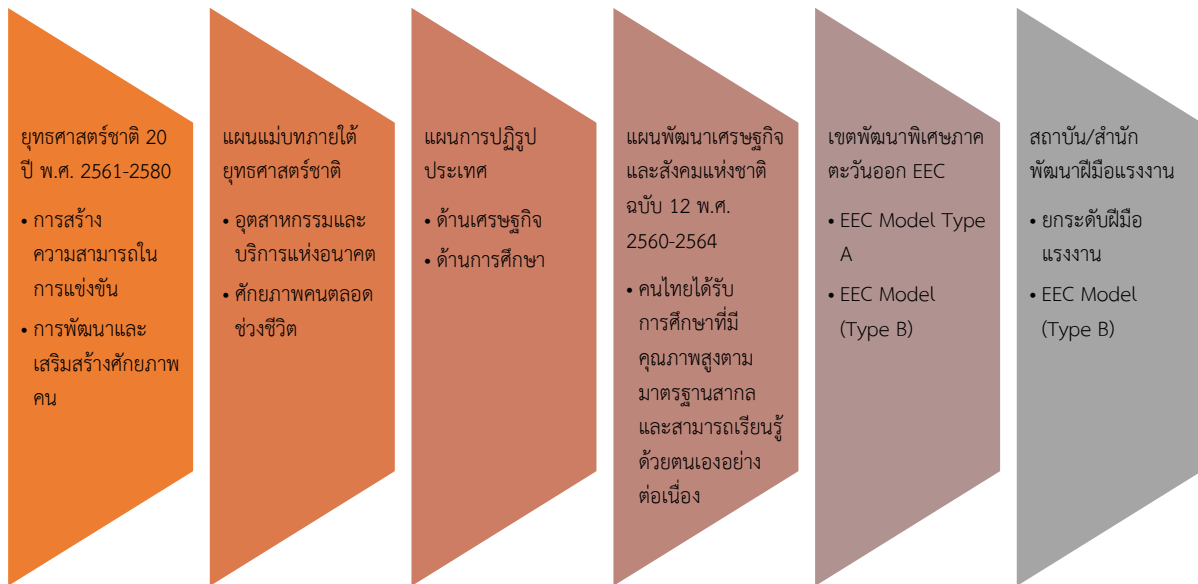 ยุทธศาสตร์ชาติ 20
ปี พ.ศ. 2561-2580
• การสร้าง
ความสามารถใน
การแข่งขัน
• การพัฒนาและ
เสริมสร้างศักยภาพ
คน
แผนแม่บทภายใต้
ยุทธศาสตร์ชาติ
• อุตสาหกรรมและ
บริการแห่งอนาคต
• ศักยภาพคนตลอด
ช่วงชีวิต
แผนการปฏิรูป
ประเทศ
• ด้านเศรษฐกิจ
• ด้านการศึกษา
แผนพัฒนาเศรษฐกิจ
และสังคมแห่งชาติ
ฉบับ 12 พ.ศ.
2560-2564
• คนไทยได้รับ
การศึกษาที่มี
คุณภาพสูงตาม
มาตรฐานสากล
และสามารถเรียนรู้
ด้วยตนเองอย่าง
ต่อเนื่อง
เขตพัฒนาพิเศษภาค
ตะวันออก EEC
• EEC Model Type
A
• EEC Model
(Type B)
สถาบัน/สำนัก
พัฒนาฝีมือแรงงาน
• ยกระดับฝีมือ
แรงงาน
• EEC Model
(Type B)